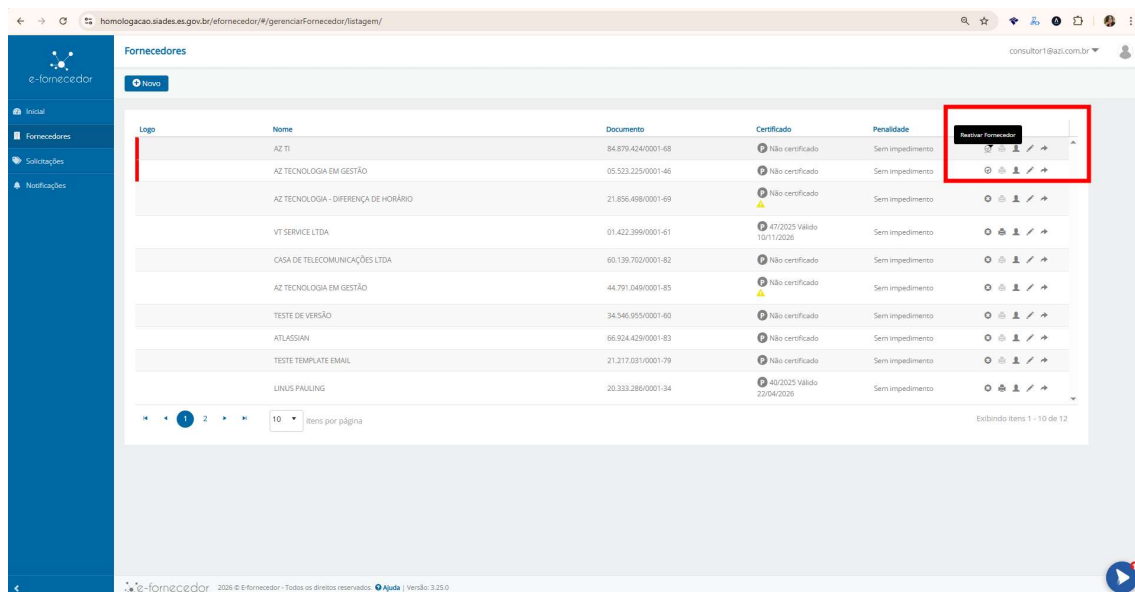 homologacao.siades.es.gov.br/efornecedor/#/gerenciarFornecedor/listagem/
e-fornecedor
Fornecedores
consultor1@azi.com.br
Novo
Inicial
Fornecedores
Solicitações
Notificações
Logo Nome Documento Certificado Penalidade
Reativar Fornecedor
AZ TI 84.879.424/0001-68 P Não certificado Sem impedimento
AZ TECNOLOGIA EM GESTÃO 05.523.225/0001-46 P Não certificado Sem impedimento
AZ TECNOLOGIA - DIFERENÇA DE HORÁRIO 21.856.498/0001-69 P Não certificado Sem impedimento
VT SERVICE LTDA 01.422.399/0001-61 P 47/2025 Válido 10/11/2026 Sem impedimento
CASA DE TELECOMUNICAÇÕES LTDA 60.139.702/0001-82 P Não certificado Sem impedimento
AZ TECNOLOGIA EM GESTÃO 44.791.049/0001-85 P Não certificado Sem impedimento
TESTE DE VERSÃO 34.546.955/0001-60 P Não certificado Sem impedimento
ATLASSIAN 66.924.429/0001-83 P Não certificado Sem impedimento
TESTE TEMPLATE EMAIL 21.217.031/0001-79 P Não certificado Sem impedimento
LINUS PAULING 20.333.286/0001-34 P 40/2025 Válido 22/04/2026 Sem impedimento
1 2 10 itens por página Exibindo itens 1 - 10 de 12
e-fornecedor 2026 © E-fornecedor - Todos os direitos reservados. Ajuda | Versão: 3.25.0